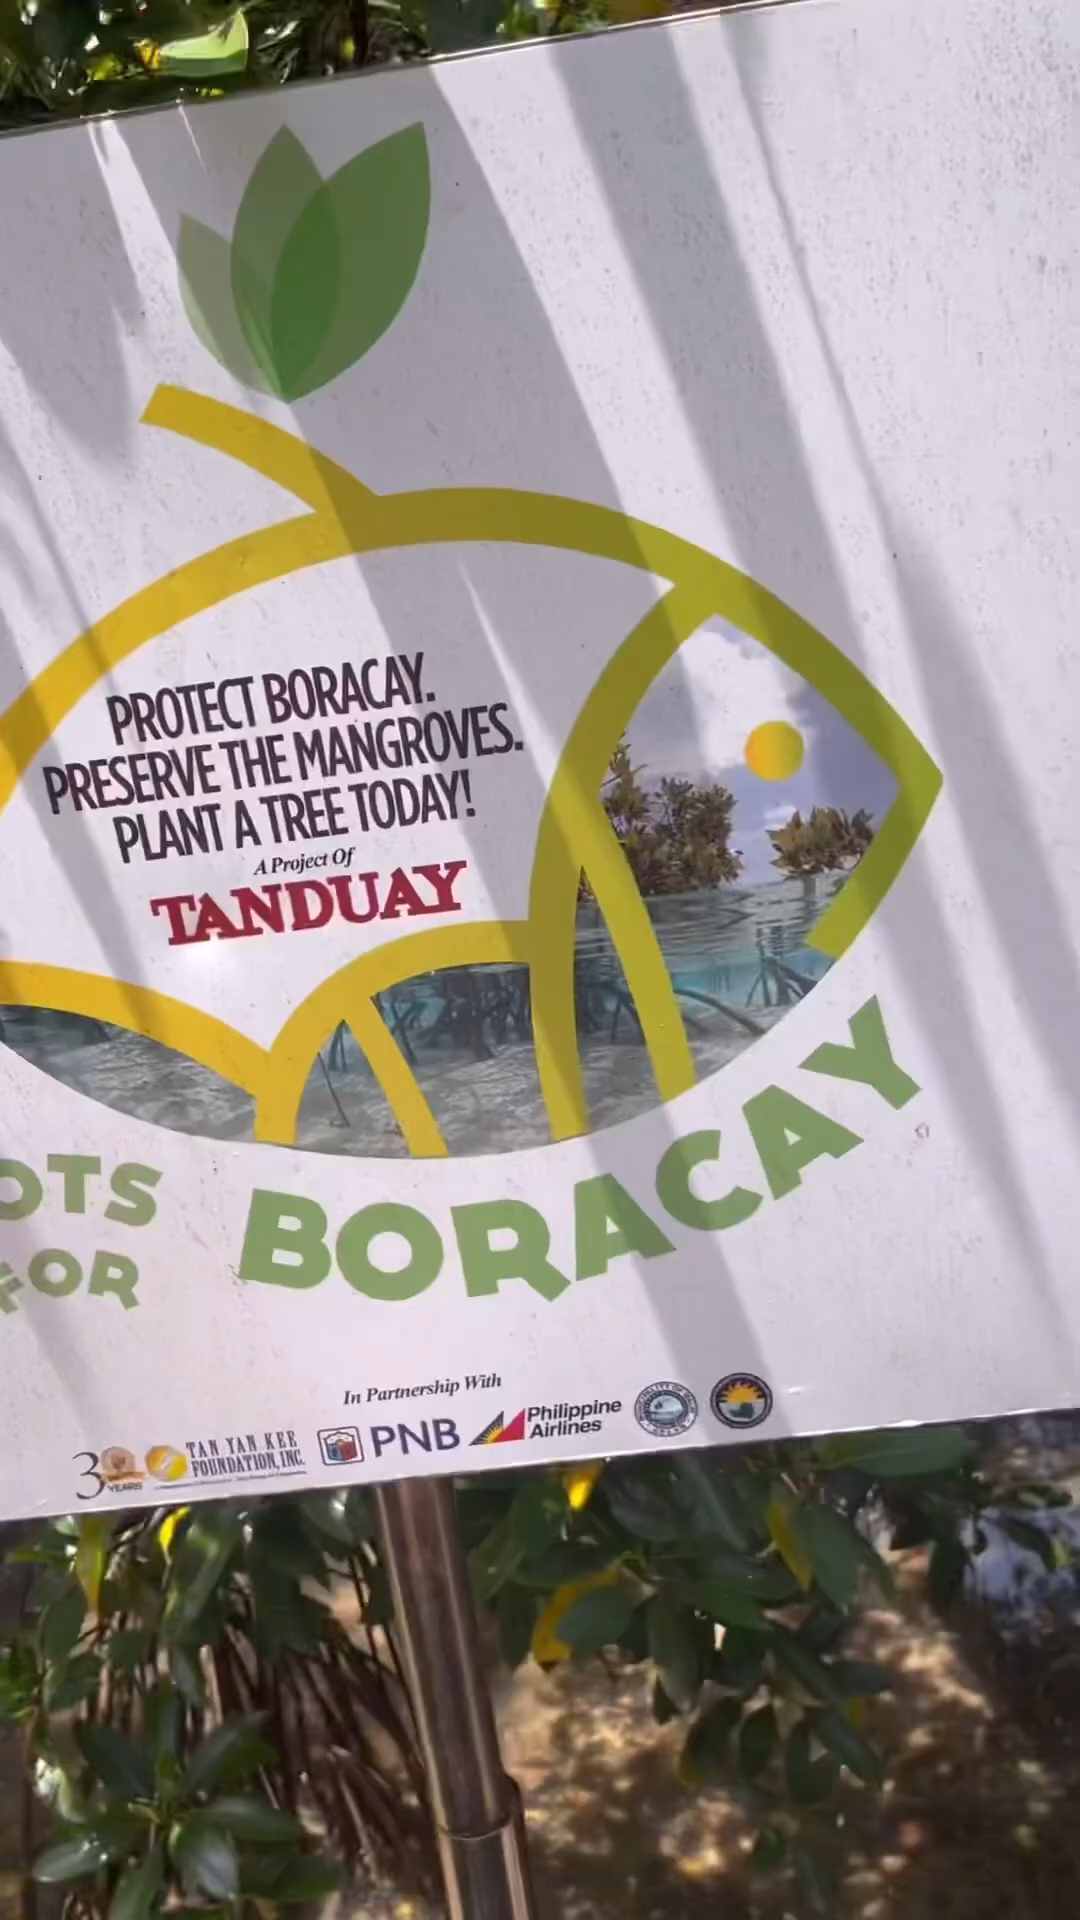 PROTECT BORACAY.
PRESERVE THE MANGROVES.
PLANT A TREE TODAY!
A Project Of
TANDUAY
OTS
FOR
BORACAY
In Partnership With
30 YEARS
TAN YAN KEE
FOUNDATION, INC.
PNB
Philippine
Airlines